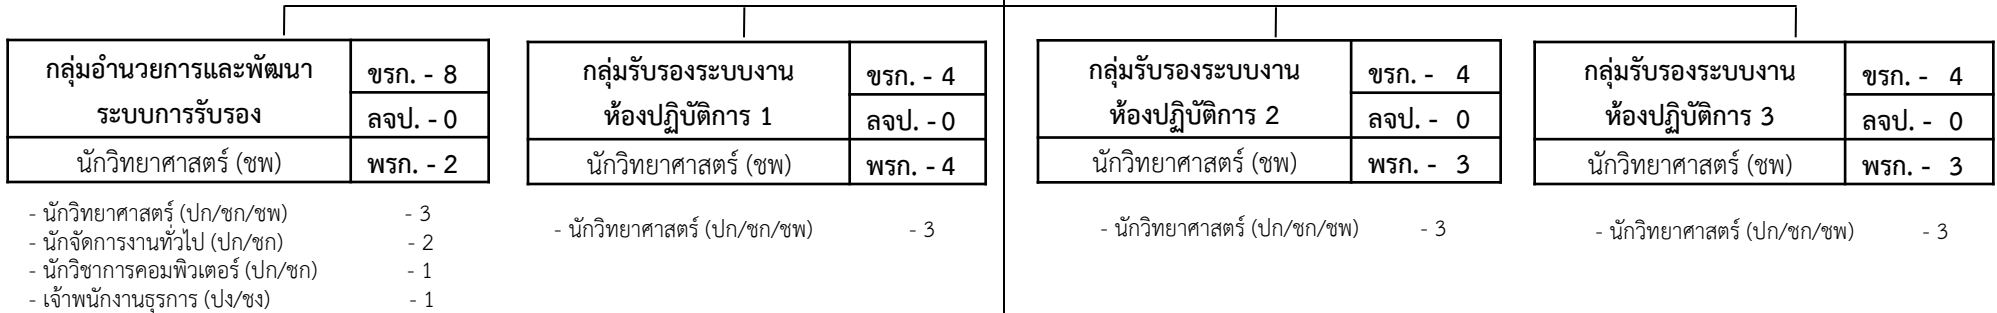 กลุ่มอำนวยการและพัฒนา
ระบบการรับรอง
ขรก. - 8
ลจป. - 0
นักวิทยาศาสตร์ (ชพ)
พรก. - 2
- นักวิทยาศาสตร์ (ปก/ชก/ชพ) - 3
- นักจัดการงานทั่วไป (ปก/ชก) - 2
- นักวิชาการคอมพิวเตอร์ (ปก/ชก) - 1
- เจ้าพนักงานธุรการ (ปง/ชง) - 1
กลุ่มรับรองระบบงาน
ห้องปฏิบัติการ 1
ขรก. - 4
ลจป. - 0
นักวิทยาศาสตร์ (ชพ)
พรก. - 4
- นักวิทยาศาสตร์ (ปก/ชก/ชพ) - 3
กลุ่มรับรองระบบงาน
ห้องปฏิบัติการ 2
ขรก. - 4
ลจป. - 0
นักวิทยาศาสตร์ (ชพ)
พรก. - 3
- นักวิทยาศาสตร์ (ปก/ชก/ชพ) - 3
กลุ่มรับรองระบบงาน
ห้องปฏิบัติการ 3
ขรก. - 4
ลจป. - 0
นักวิทยาศาสตร์ (ชพ)
พรก. - 3
- นักวิทยาศาสตร์ (ปก/ชก/ชพ) - 3